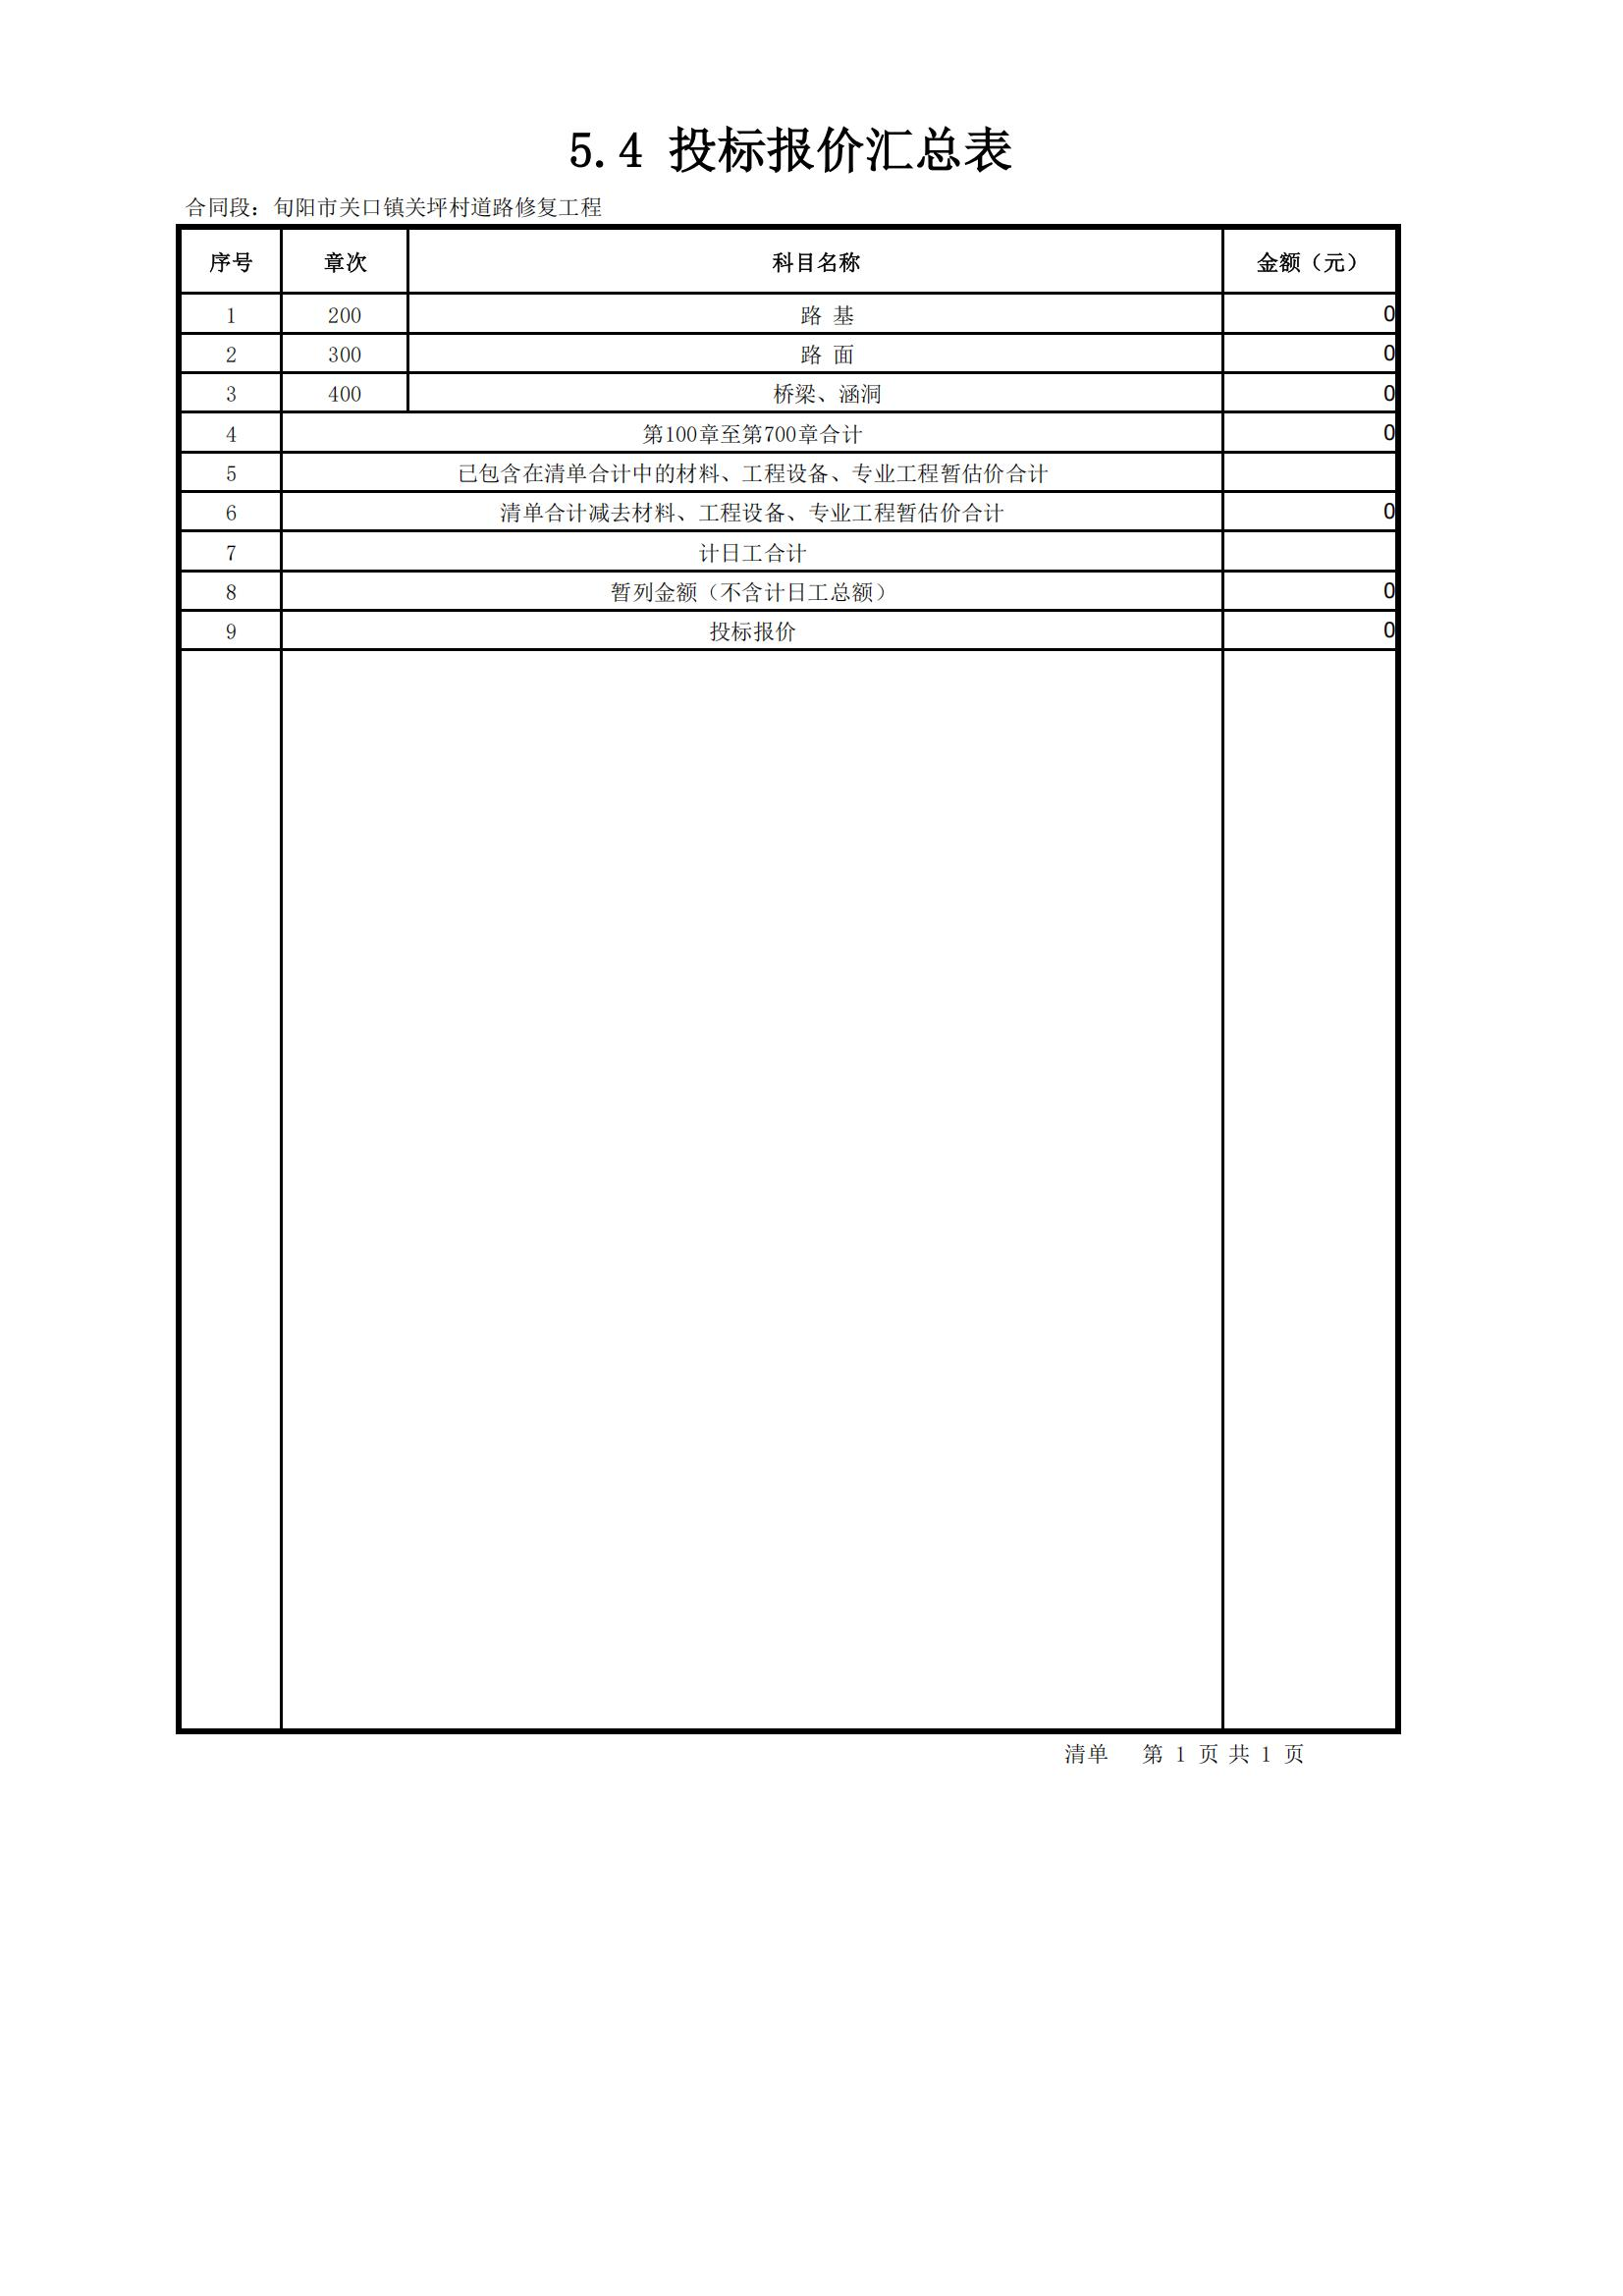 5.4 投标报价汇总表
合同段：旬阳市关口镇关坪村道路修复工程
序号 章次 科目名称 金额（元）
1 200 路 基 0
2 300 路 面 0
3 400 桥梁、涵洞 0
4 第100章至第700章合计 0
5 已包含在清单合计中的材料、工程设备、专业工程暂估价合计
6 清单合计减去材料、工程设备、专业工程暂估价合计 0
7 计日工合计
8 暂列金额（不含计日工总额） 0
9 投标报价 0
清单 第 1 页 共 1 页